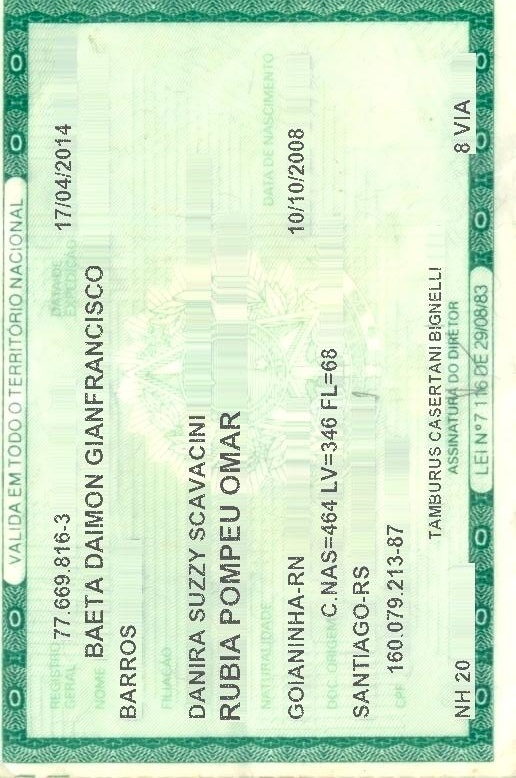 VALIDA EM TODO O TERRITÓRIO NACIONAL
REGISTRO GERAL 77.669.816-3 DATA DE EXPEDIÇÃO 17/04/2014
NOME BAETA DAIMON GIANFRANCISCO
BARROS
FILIAÇÃO
DANIRA SUZZY SCAVACINI
RUBIA POMPEU OMAR
NATURALIDADE DATA DE NASCIMENTO
GOIANINHA-RN 10/10/2008
DOC ORIGEM C.NAS=464 LV=346 FL=68
SANTIAGO-RS
CPF 160.079.213-87
TAMBURUS CASERTANI BIGNELLI
NH 20 ASSINATURA DO DIRETOR 8 VIA
LEI Nº 7 116 DE 29/08/83